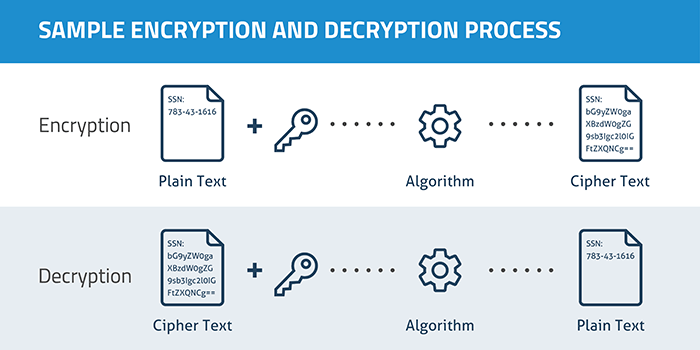 SAMPLE ENCRYPTION AND DECRYPTION PROCESS
Encryption
SSN:
783-43-1616
+
Plain Text
Algorithm
SSN:
bG9yZW0ga
XBzdW0gZG
9sb3Igc2l0IG
FtZXQNCg==
Cipher Text
Decryption
SSN:
bG9yZW0ga
XBzdW0gZG
9sb3Igc2l0IG
FtZXQNCg==
+
Cipher Text
Algorithm
SSN:
783-43-1616
Plain Text